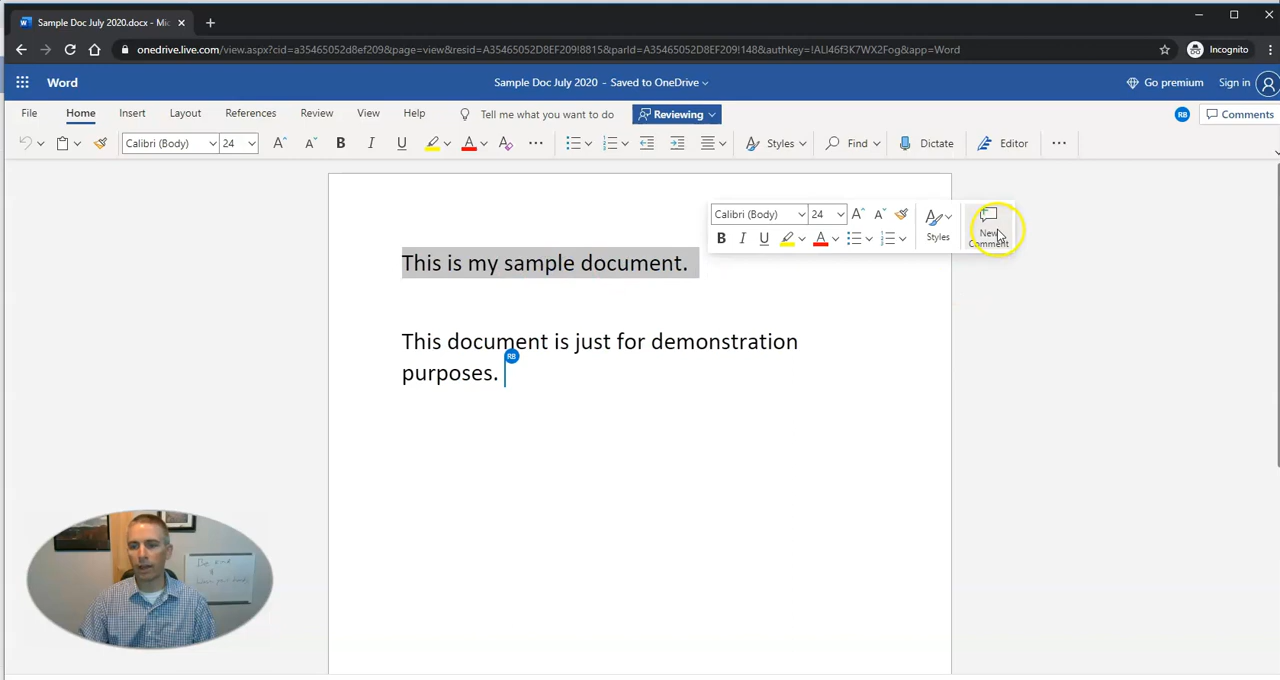 Sample Doc July 2020.docx - Mic
onedrive.live.com/view.aspx?cid=a35465052d8ef209&page=view&resid=A35465052D8EF209!8815&parId=A35465052D8EF209!148&authkey=!ALl46f3K7WX2Fog&app=Word
Incognito
Word
Sample Doc July 2020 - Saved to OneDrive
Go premium
Sign in
File Home Insert Layout References Review View Help Tell me what you want to do Reviewing RB Comments
Calibri (Body) 24 A A B I U A Styles Find Dictate Editor
Calibri (Body) 24 A A
B I U A Styles
New
Comment
This is my sample document.
This document is just for demonstration
RB
purposes.